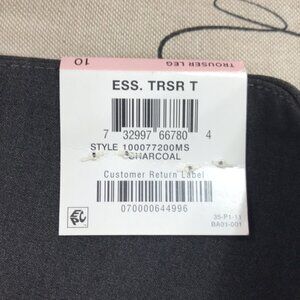 10 TROUSER LEG
ESS. TRSR T
7 32997 66780 4
STYLE 100077200MS
CHARCOAL
Customer Return Label
070000644996
35-P1-11
BA01-001